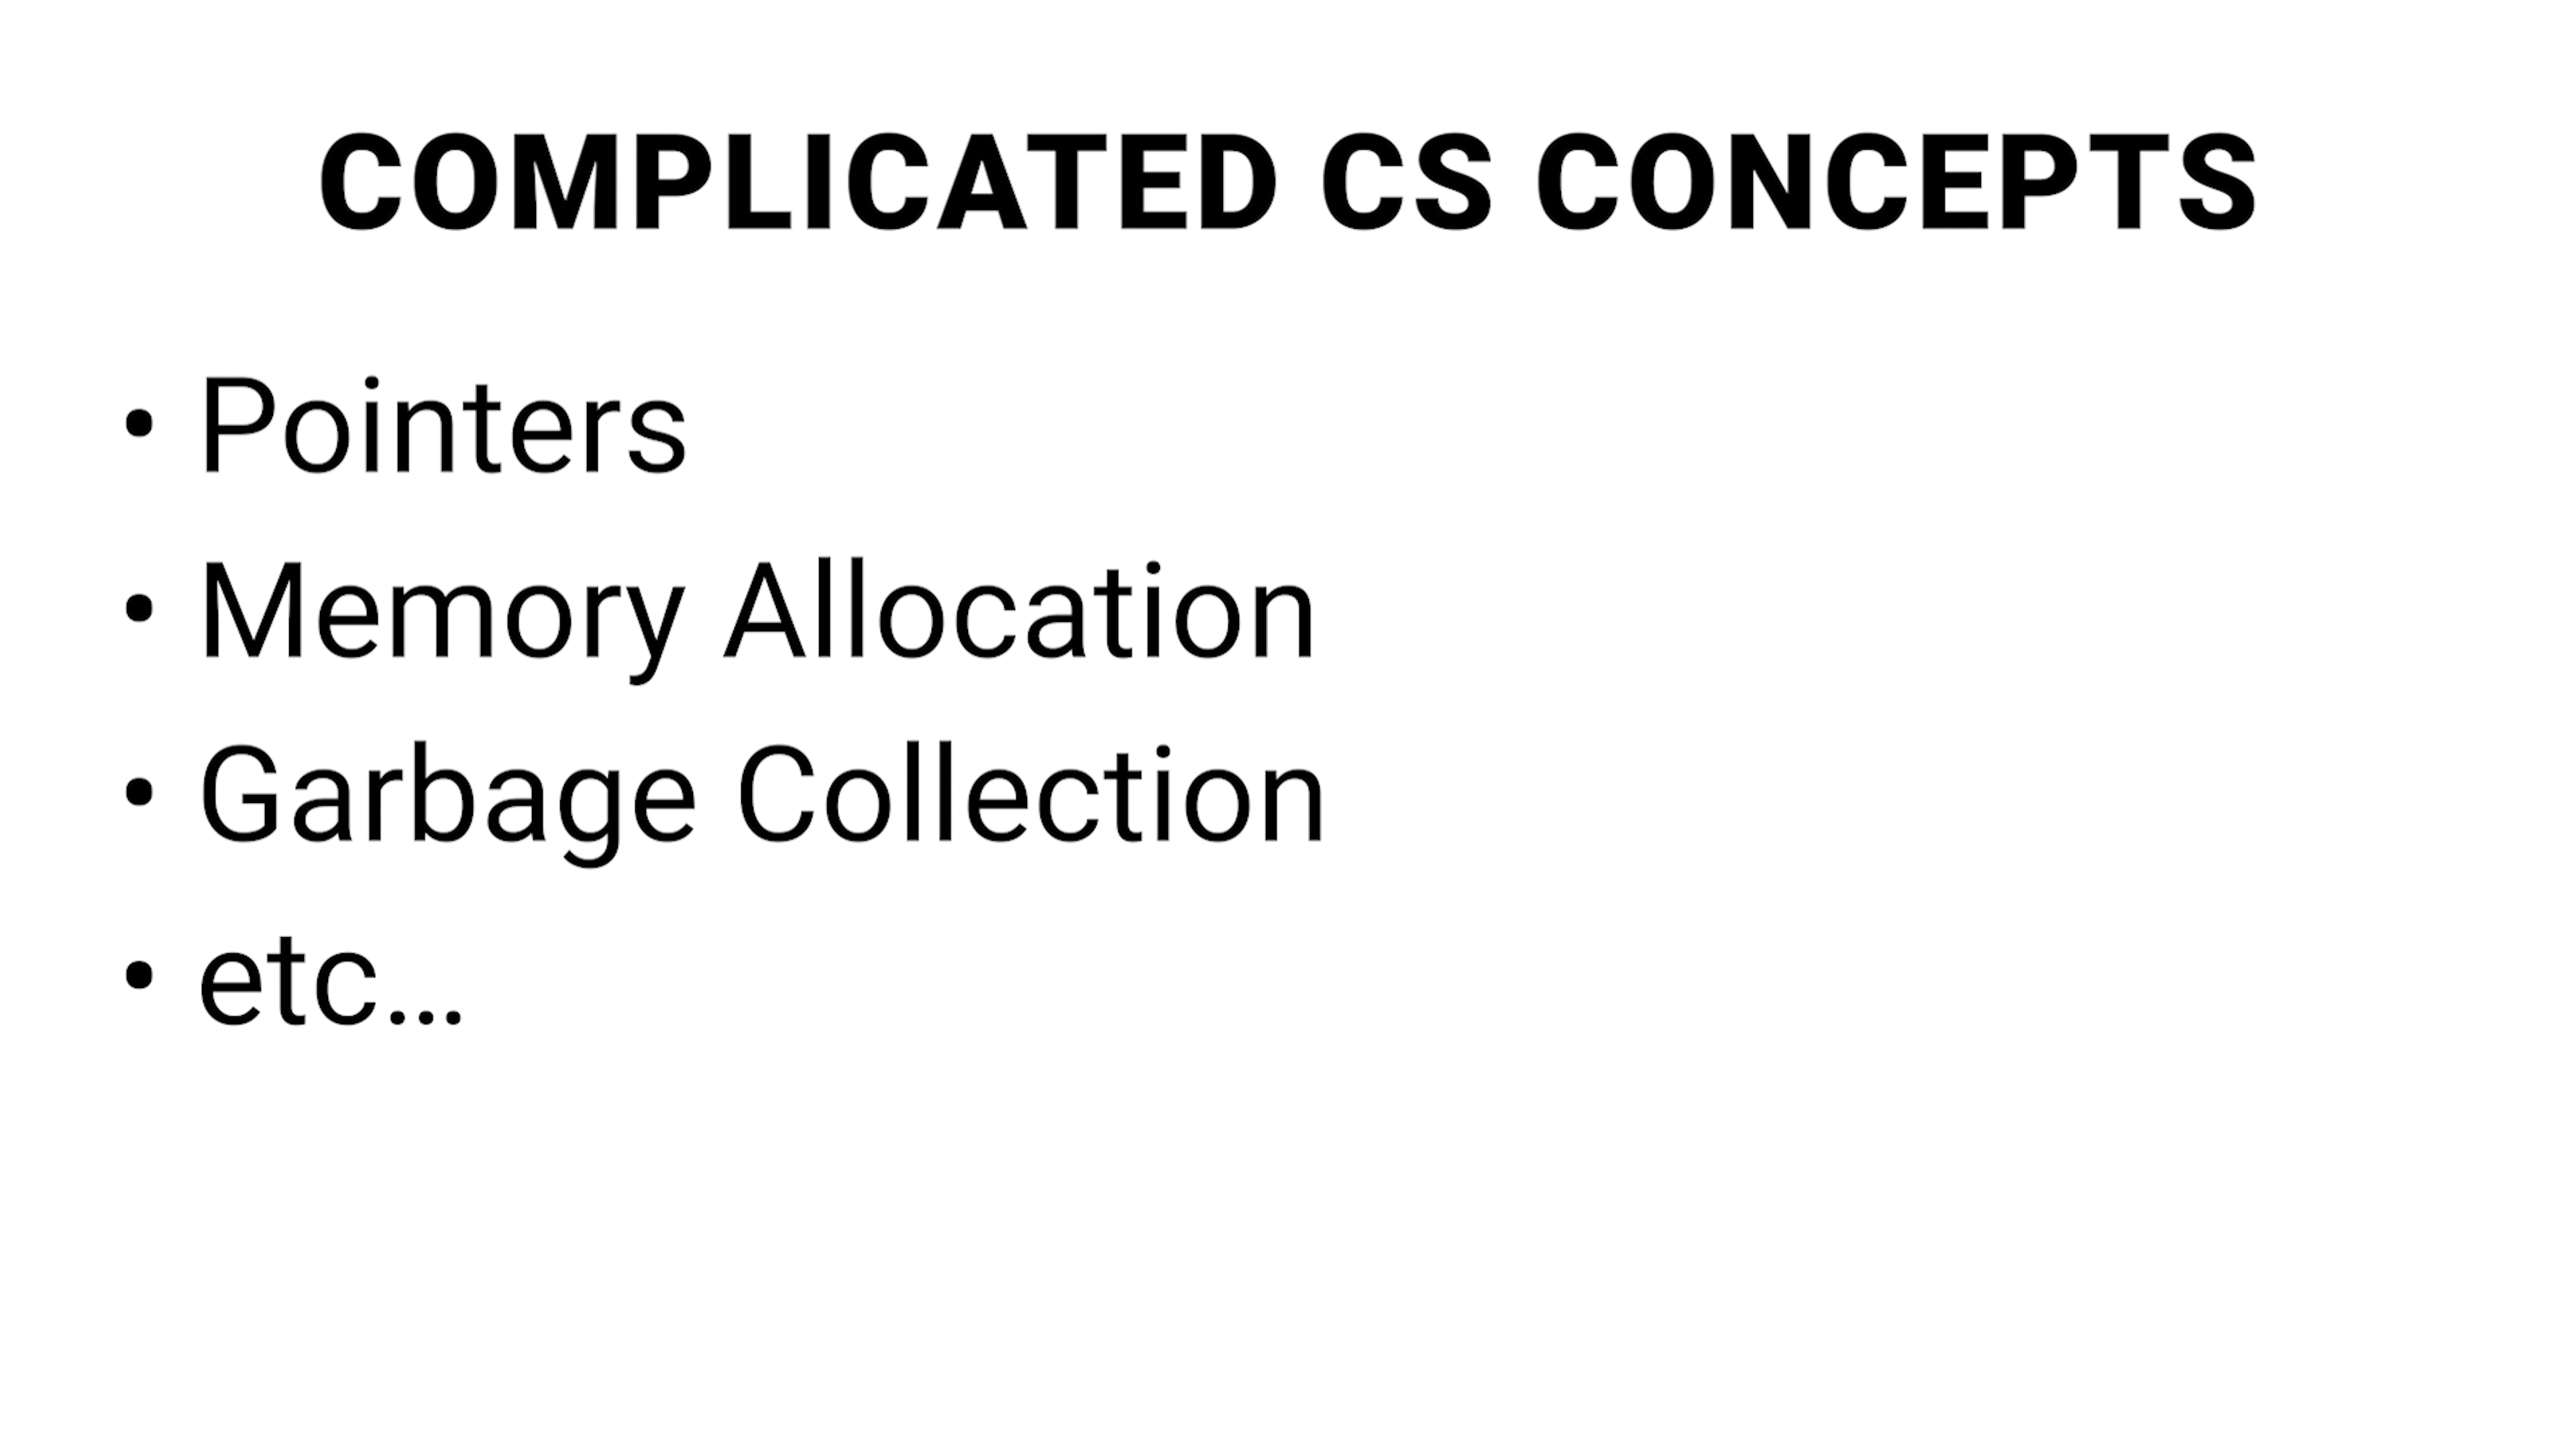 COMPLICATED CS CONCEPTS
• Pointers
• Memory Allocation
• Garbage Collection
• etc...